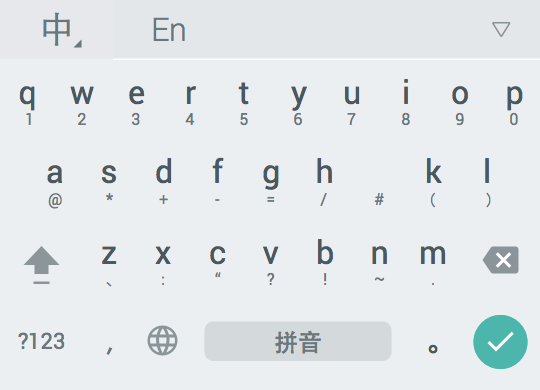 中 En
q w e r t y u i o p
1 2 3 4 5 6 7 8 9 0
a s d f g h k l
@ * + - = / # ( )
z x c v b n m
、 : “ ? ! ~ .
?123 , 拼音 。